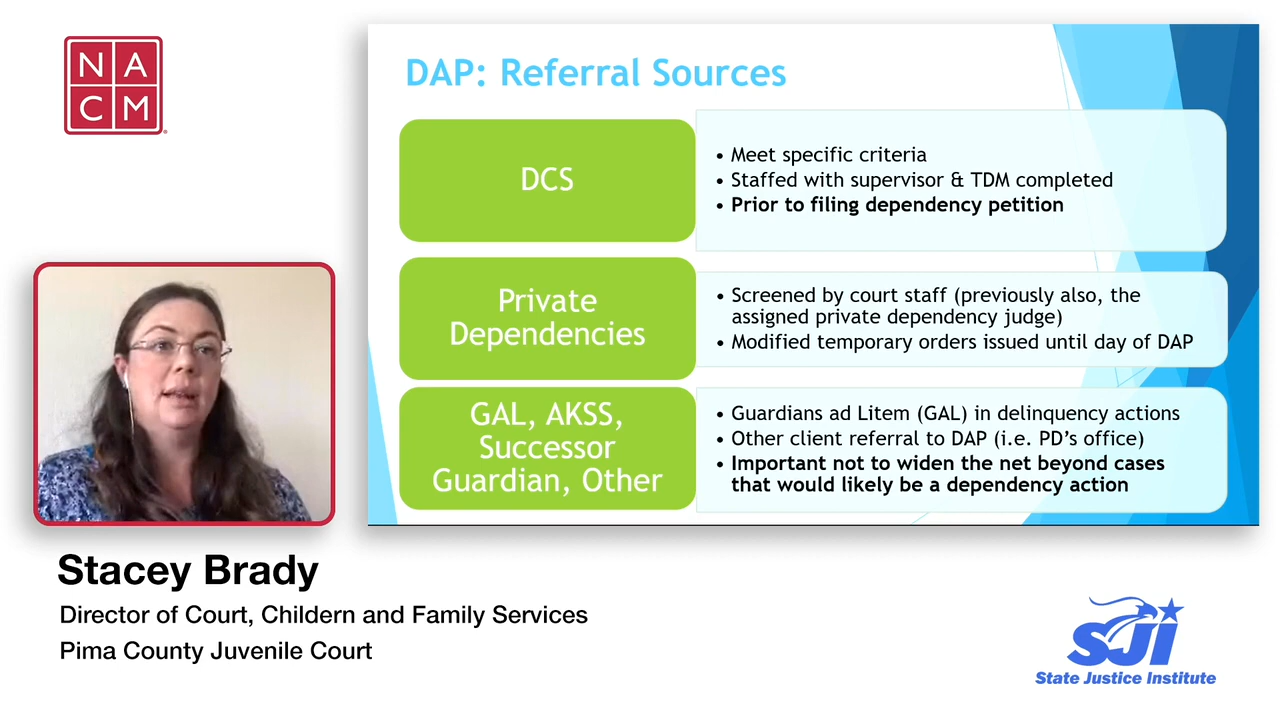 NA
CM
DAP: Referral Sources
DCS
• Meet specific criteria
• Staffed with supervisor & TDM completed
• Prior to filing dependency petition
Private
Dependencies
• Screened by court staff (previously also, the
assigned private dependency judge)
• Modified temporary orders issued until day of DAP
GAL, AKSS,
Successor
Guardian, Other
• Guardians ad Litem (GAL) in delinquency actions
• Other client referral to DAP (i.e. PD's office)
• Important not to widen the net beyond cases
that would likely be a dependency action
Stacey Brady
Director of Court, Childern and Family Services
Pima County Juvenile Court
SJI
State Justice Institute